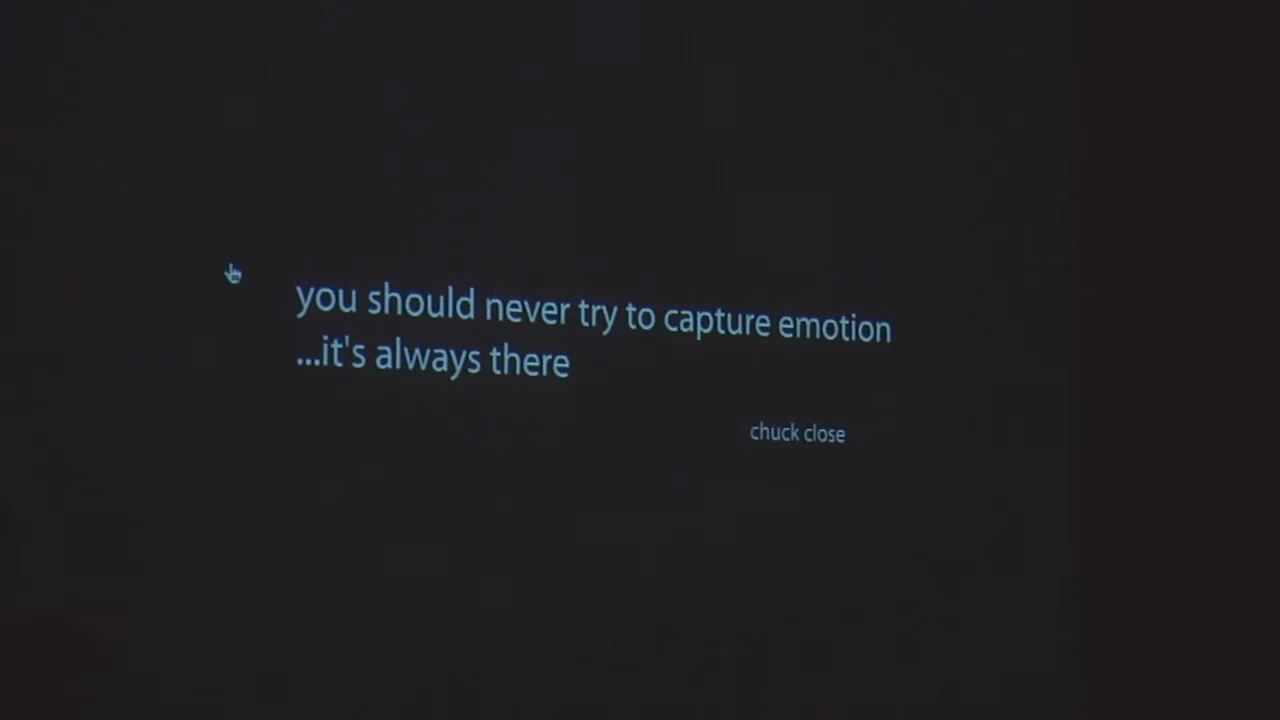 you should never try to capture emotion
...it's always there
chuck close